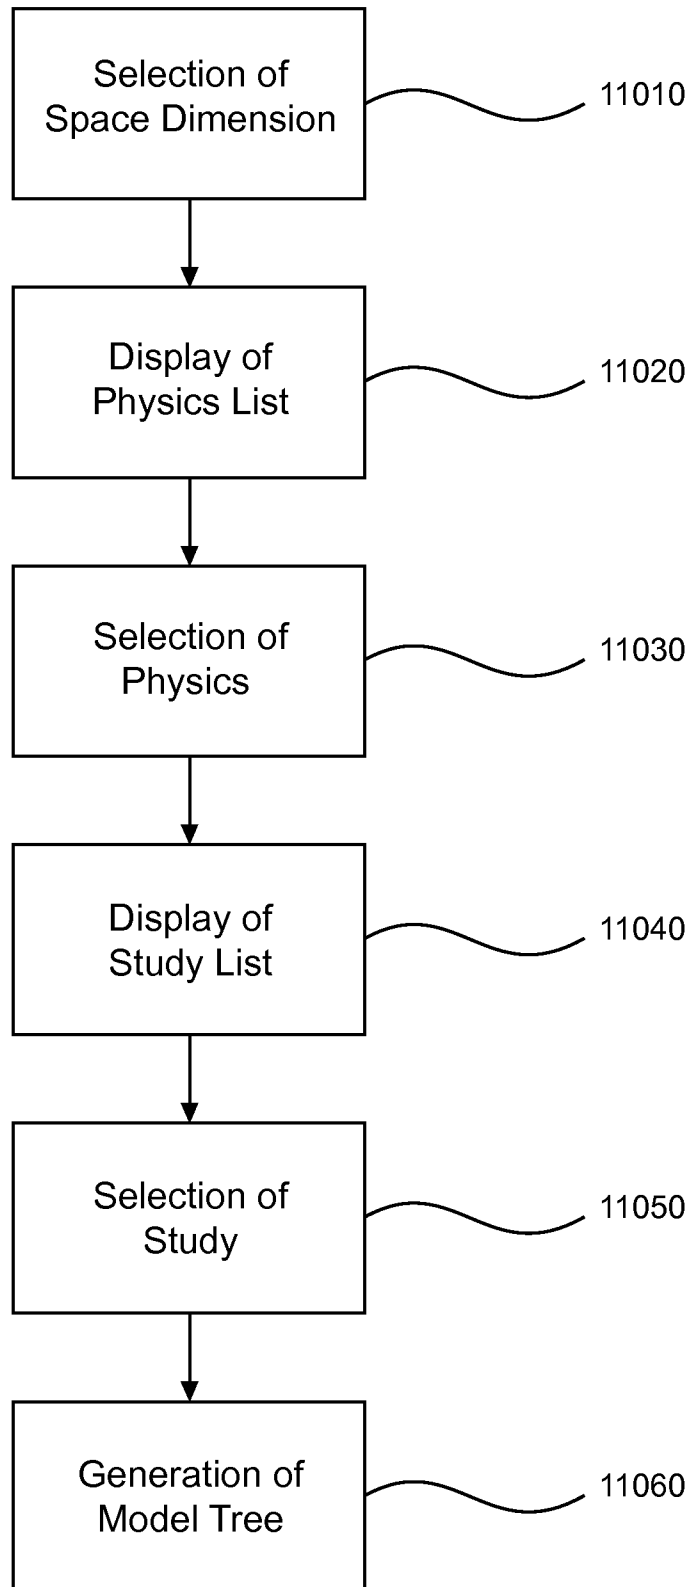 Selection of
Space Dimension
11010
Display of
Physics List
11020
Selection of
Physics
11030
Display of
Study List
11040
Selection of
Study
11050
Generation of
Model Tree
11060